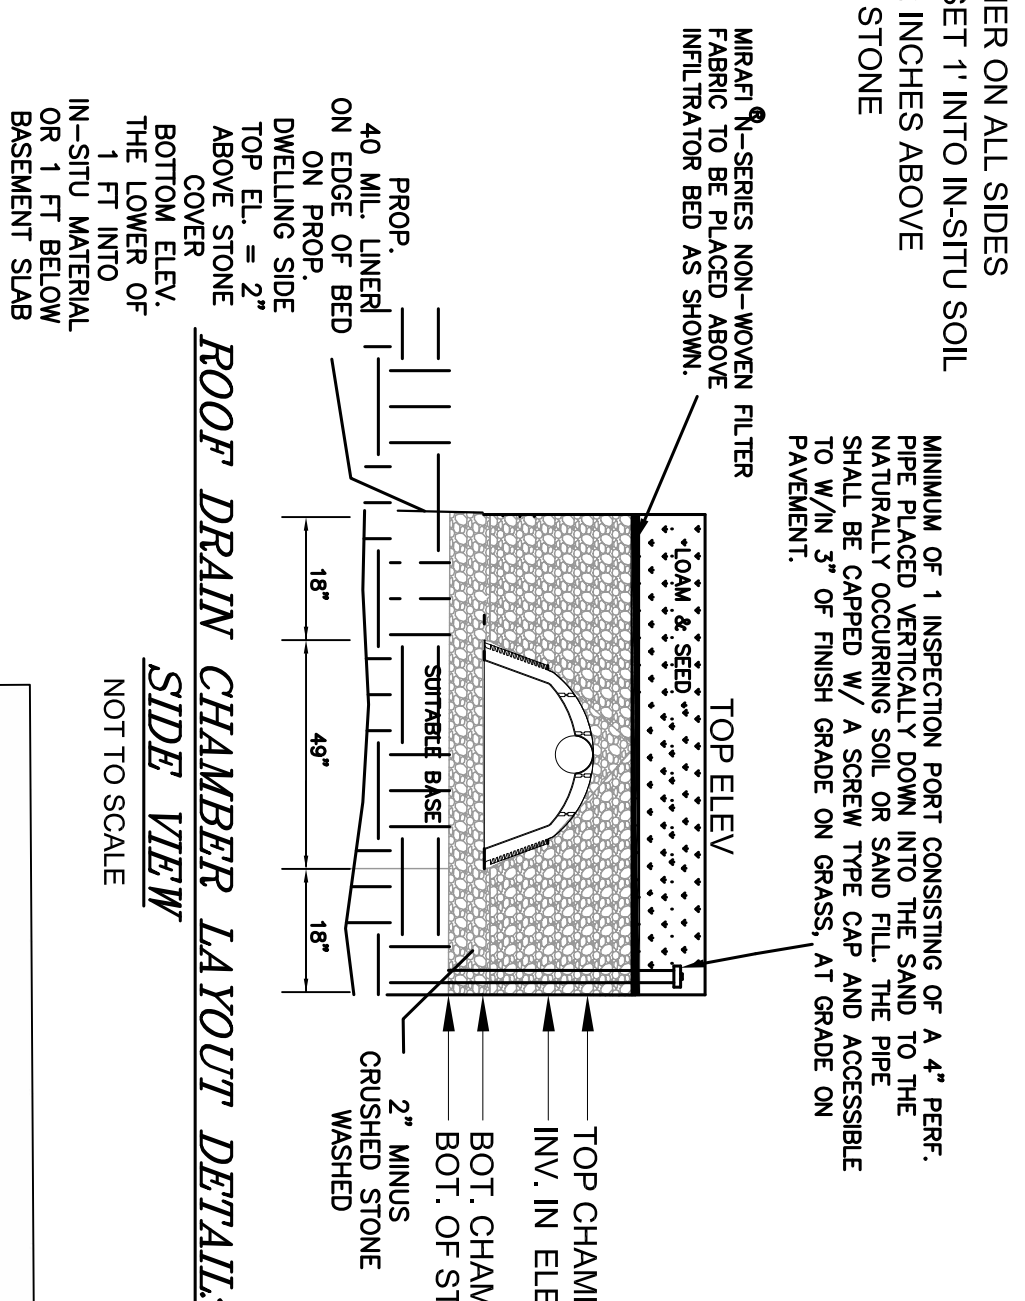 ER ON ALL SIDES
SET 1' INTO IN-SITU SOIL
INCHES ABOVE
STONE
MINIMUM OF 1 INSPECTION PORT CONSISTING OF A 4" PERF.
PIPE PLACED VERTICALLY DOWN INTO THE SAND TO THE
NATURALLY OCCURRING SOIL OR SAND FILL. THE PIPE
SHALL BE CAPPED W/ A SCREW TYPE CAP AND ACCESSIBLE
TO W/IN 3" OF FINISH GRADE ON GRASS, AT GRADE ON
PAVEMENT.
MIRAFI® N-SERIES NON-WOVEN FILTER
FABRIC TO BE PLACED ABOVE
INFILTRATOR BED AS SHOWN.
TOP ELEV
LOAM & SEED
TOP CHAM
INV. IN ELE
BOT. CHAM
BOT. OF ST
SUITABLE BASE
PROP.
40 MIL. LINER
ON EDGE OF BED
ON PROP.
DWELLING SIDE
TOP EL. = 2"
ABOVE STONE
COVER
BOTTOM ELEV.
THE LOWER OF
1 FT INTO
IN-SITU MATERIAL
OR 1 FT BELOW
BASEMENT SLAB
18"
49"
18"
2" MINUS
CRUSHED STONE
WASHED
ROOF DRAIN CHAMBER LAYOUT DETAIL:
SIDE VIEW
NOT TO SCALE